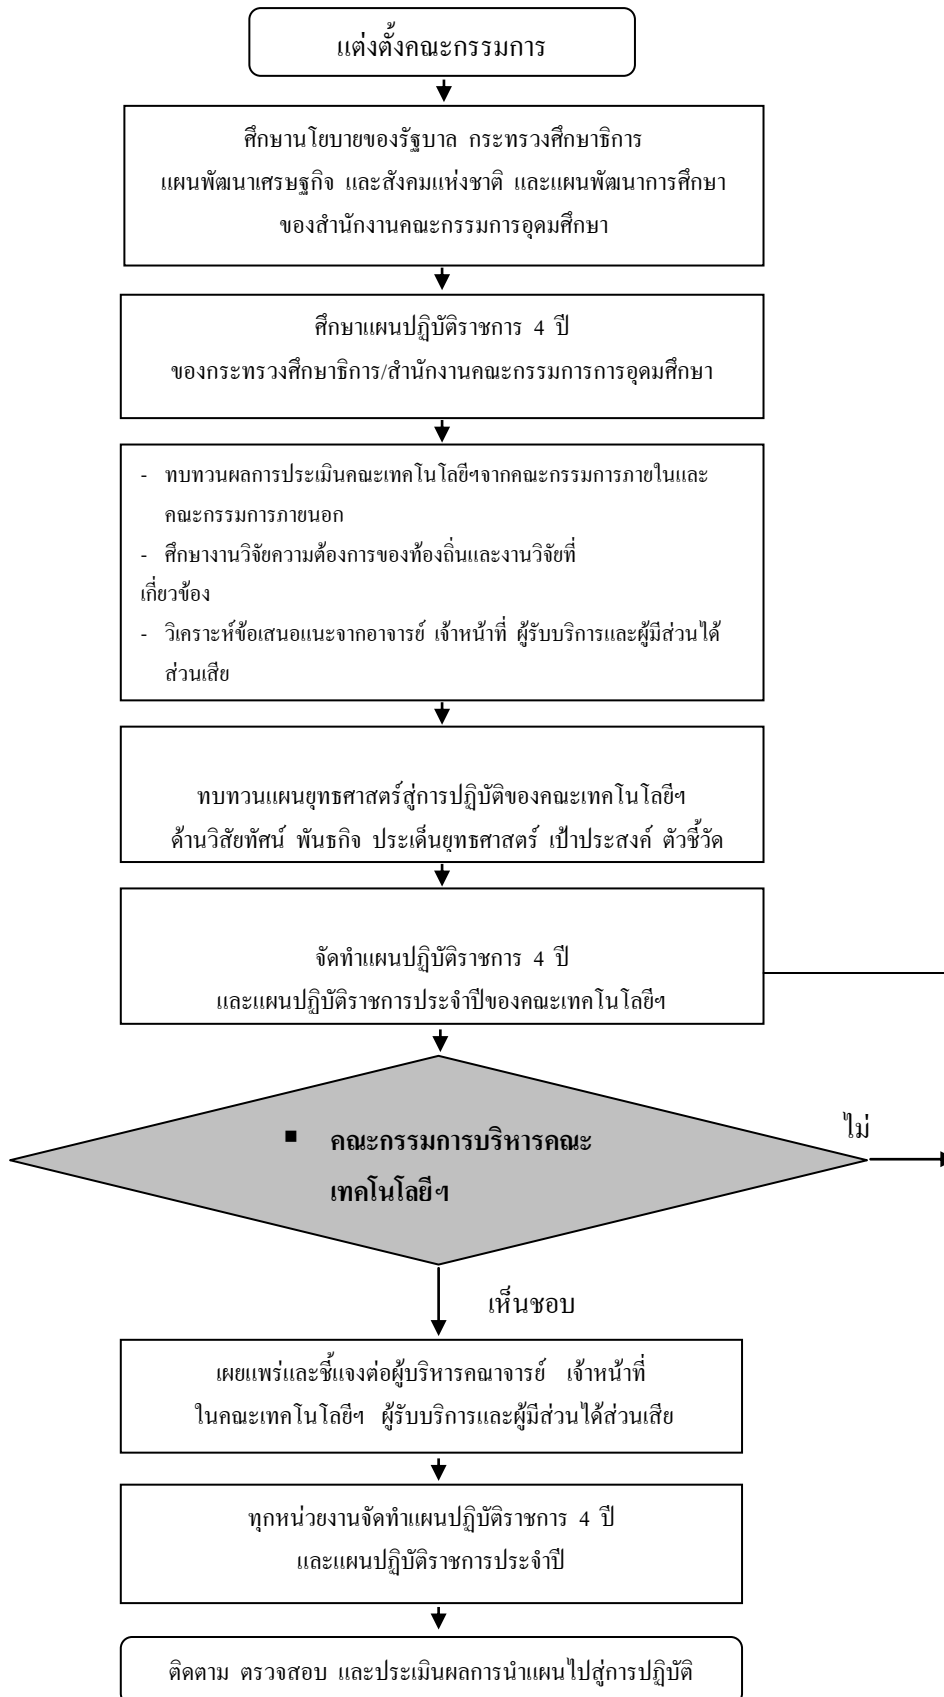 แต่งตั้งคณะกรรมการ
ศึกษานโยบายของรัฐบาล กระทรวงศึกษาธิการ
แผนพัฒนาเศรษฐกิจ และสังคมแห่งชาติ และแผนพัฒนาการศึกษา
ของสำนักงานคณะกรรมการอุดมศึกษา
ศึกษาแผนปฏิบัติราชการ 4 ปี
ของกระทรวงศึกษาธิการ/สำนักงานคณะกรรมการการอุดมศึกษา
- ทบทวนผลการประเมินคณะเทคโนโลยีฯจากคณะกรรมการภายในและ
คณะกรรมการภายนอก
- ศึกษางานวิจัยความต้องการของท้องถิ่นและงานวิจัยที่
เกี่ยวข้อง
- วิเคราะห์ข้อเสนอแนะจากอาจารย์ เจ้าหน้าที่ ผู้รับบริการและผู้มีส่วนได้
ส่วนเสีย
ทบทวนแผนยุทธศาสตร์สู่การปฏิบัติของคณะเทคโนโลยีฯ
ด้านวิสัยทัศน์ พันธกิจ ประเด็นยุทธศาสตร์ เป้าประสงค์ ตัวชี้วัด
จัดทำแผนปฏิบัติราชการ 4 ปี
และแผนปฏิบัติราชการประจำปีของคณะเทคโนโลยีฯ
▪ คณะกรรมการบริหารคณะ
เทคโนโลยีฯ
ไม่
เห็นชอบ
เผยแพร่และชี้แจงต่อผู้บริหารคณาจารย์ เจ้าหน้าที่
ในคณะเทคโนโลยีฯ ผู้รับบริการและผู้มีส่วนได้ส่วนเสีย
ทุกหน่วยงานจัดทำแผนปฏิบัติราชการ 4 ปี
และแผนปฏิบัติราชการประจำปี
ติดตาม ตรวจสอบ และประเมินผลการนำแผนไปสู่การปฏิบัติ